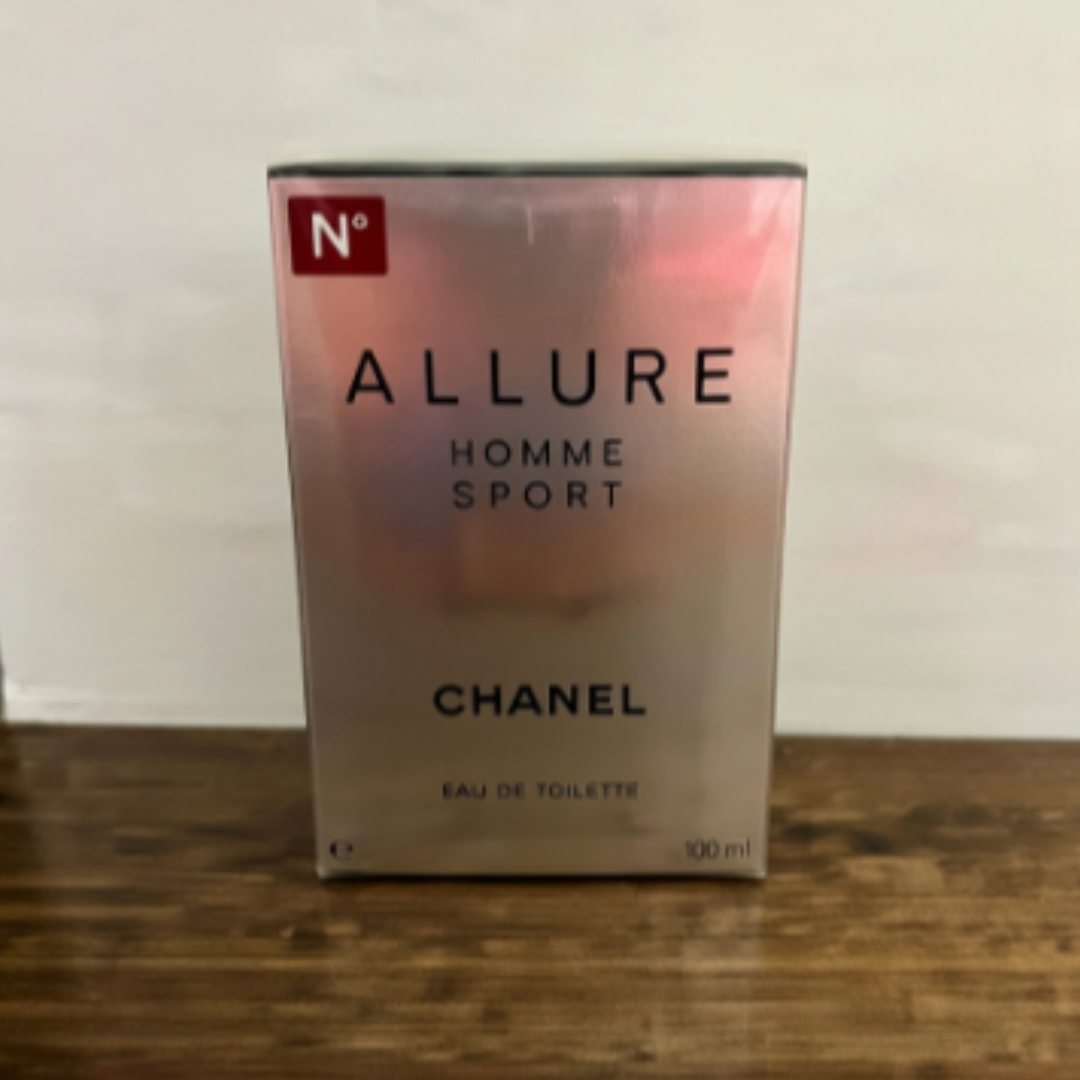 N°
ALLURE
HOMME
SPORT
CHANEL
EAU DE TOILETTE
℮ 100 ml